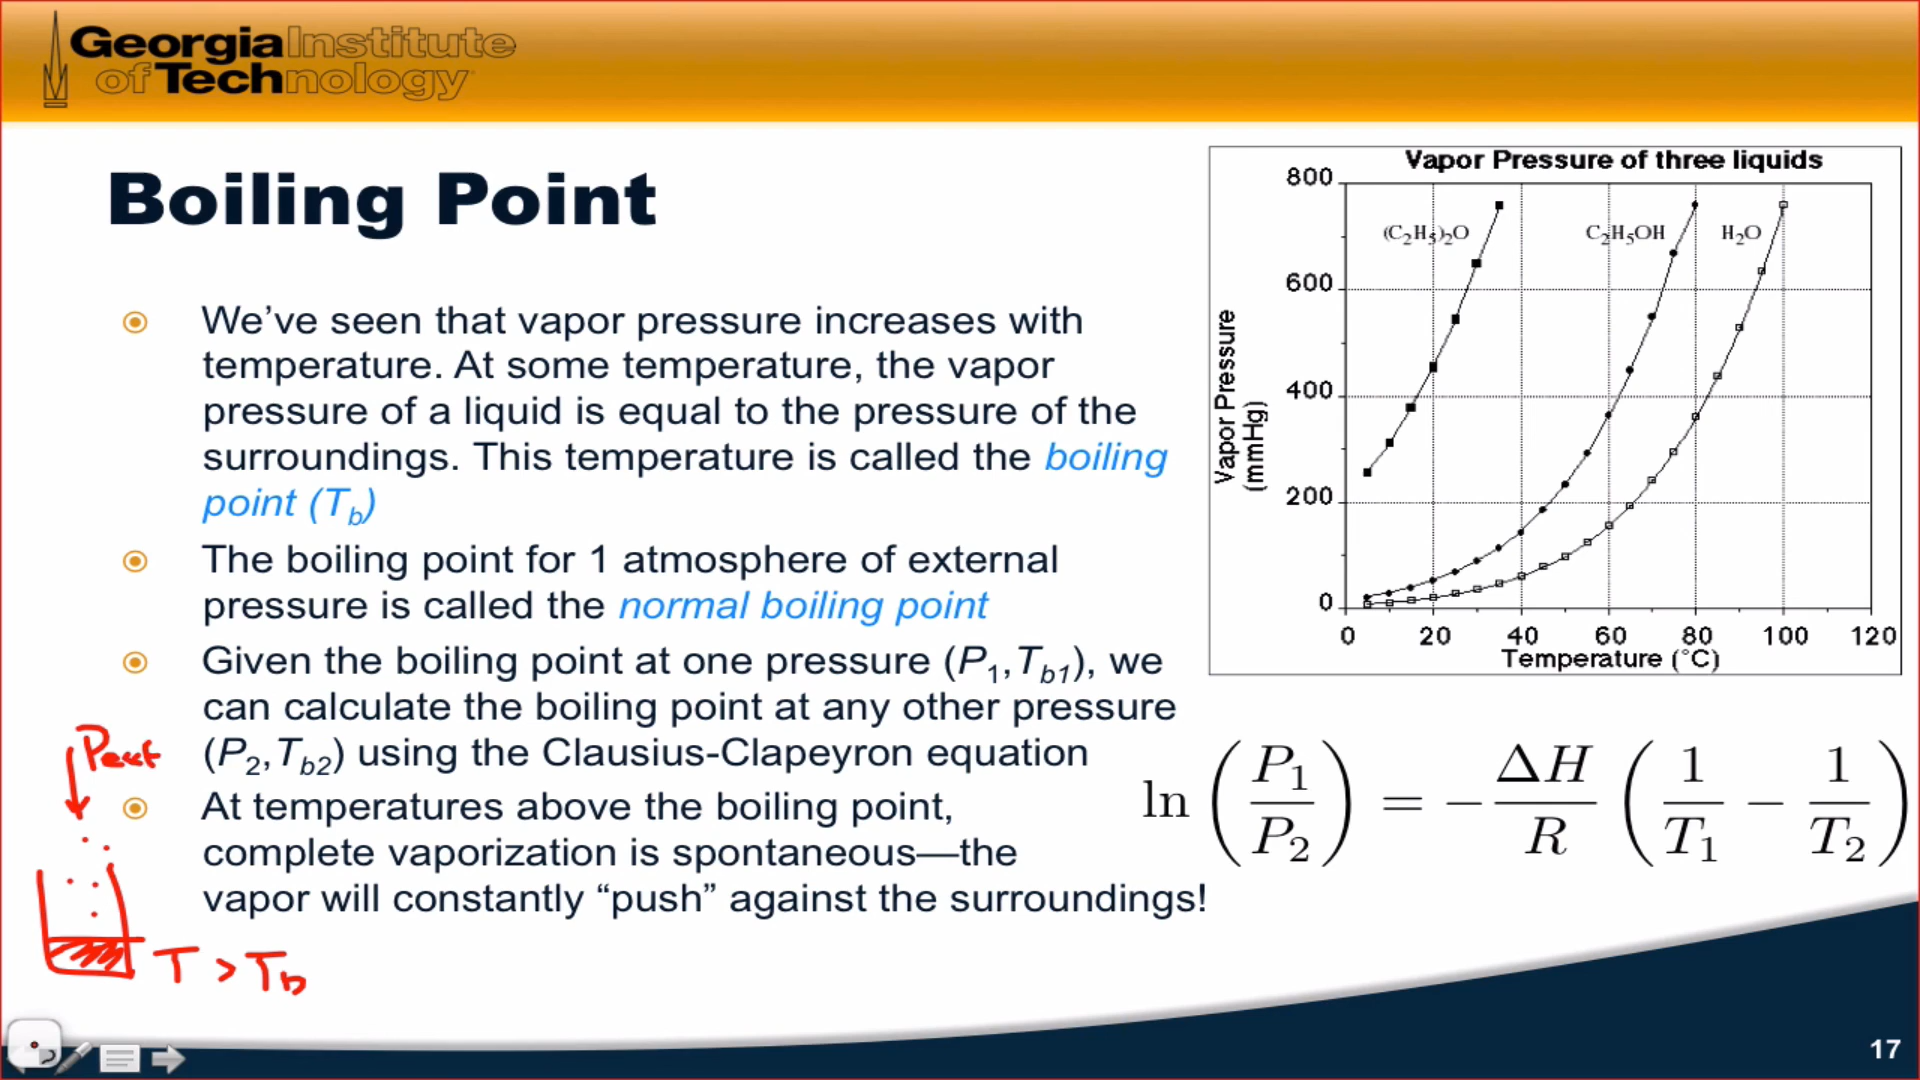 Georgia Institute
of Technology
Boiling Point
We've seen that vapor pressure increases with
temperature. At some temperature, the vapor
pressure of a liquid is equal to the pressure of the
surroundings. This temperature is called the boiling
point (T_b)
The boiling point for 1 atmosphere of external
pressure is called the normal boiling point
Given the boiling point at one pressure (P₁,T_b1), we
can calculate the boiling point at any other pressure
(P₂,T_b2) using the Clausius-Clapeyron equation
At temperatures above the boiling point,
complete vaporization is spontaneous—the
vapor will constantly “push” against the surroundings!
Pext
T > T_b
Vapor Pressure of three liquids
800
(C₂H₅)₂O C₂H₅OH H₂O
600
400
200
0
Vapor Pressure
(mmHg)
0 20 40 60 80 100 120
Temperature (°C)
ln (P₁/P₂) = − ΔH/R (1/T₁ − 1/T₂)
17